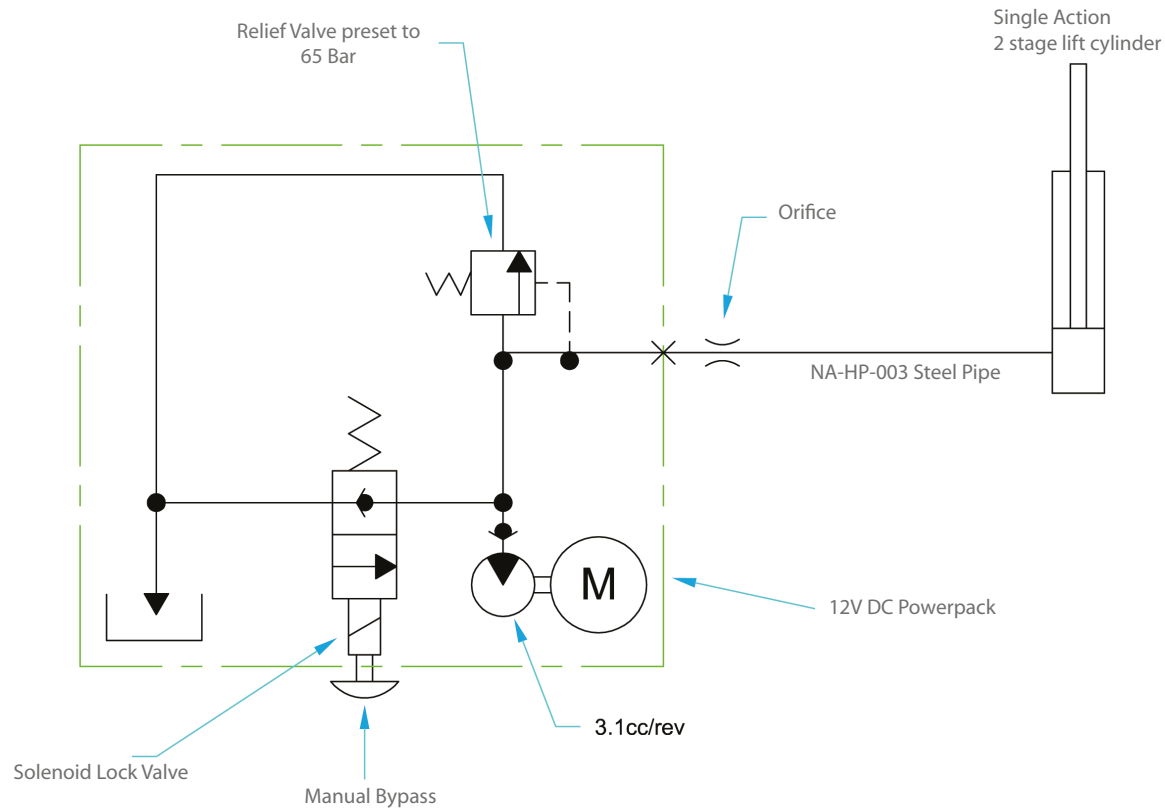 Single Action
2 stage lift cylinder
Relief Valve preset to
65 Bar
Orifice
NA-HP-003 Steel Pipe
M
12V DC Powerpack
3.1cc/rev
Solenoid Lock Valve
Manual Bypass